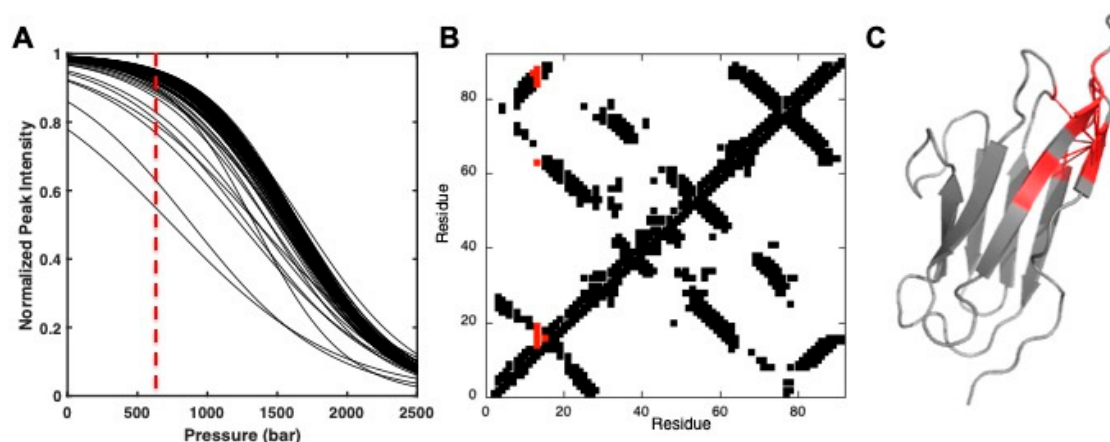 A
B
C
Normalized Peak Intensity
1
0.8
0.6
0.4
0.2
0
0 500 1000 1500 2000 2500
Pressure (bar)
Residue
80
60
40
20
0
0 20 40 60 80
Residue